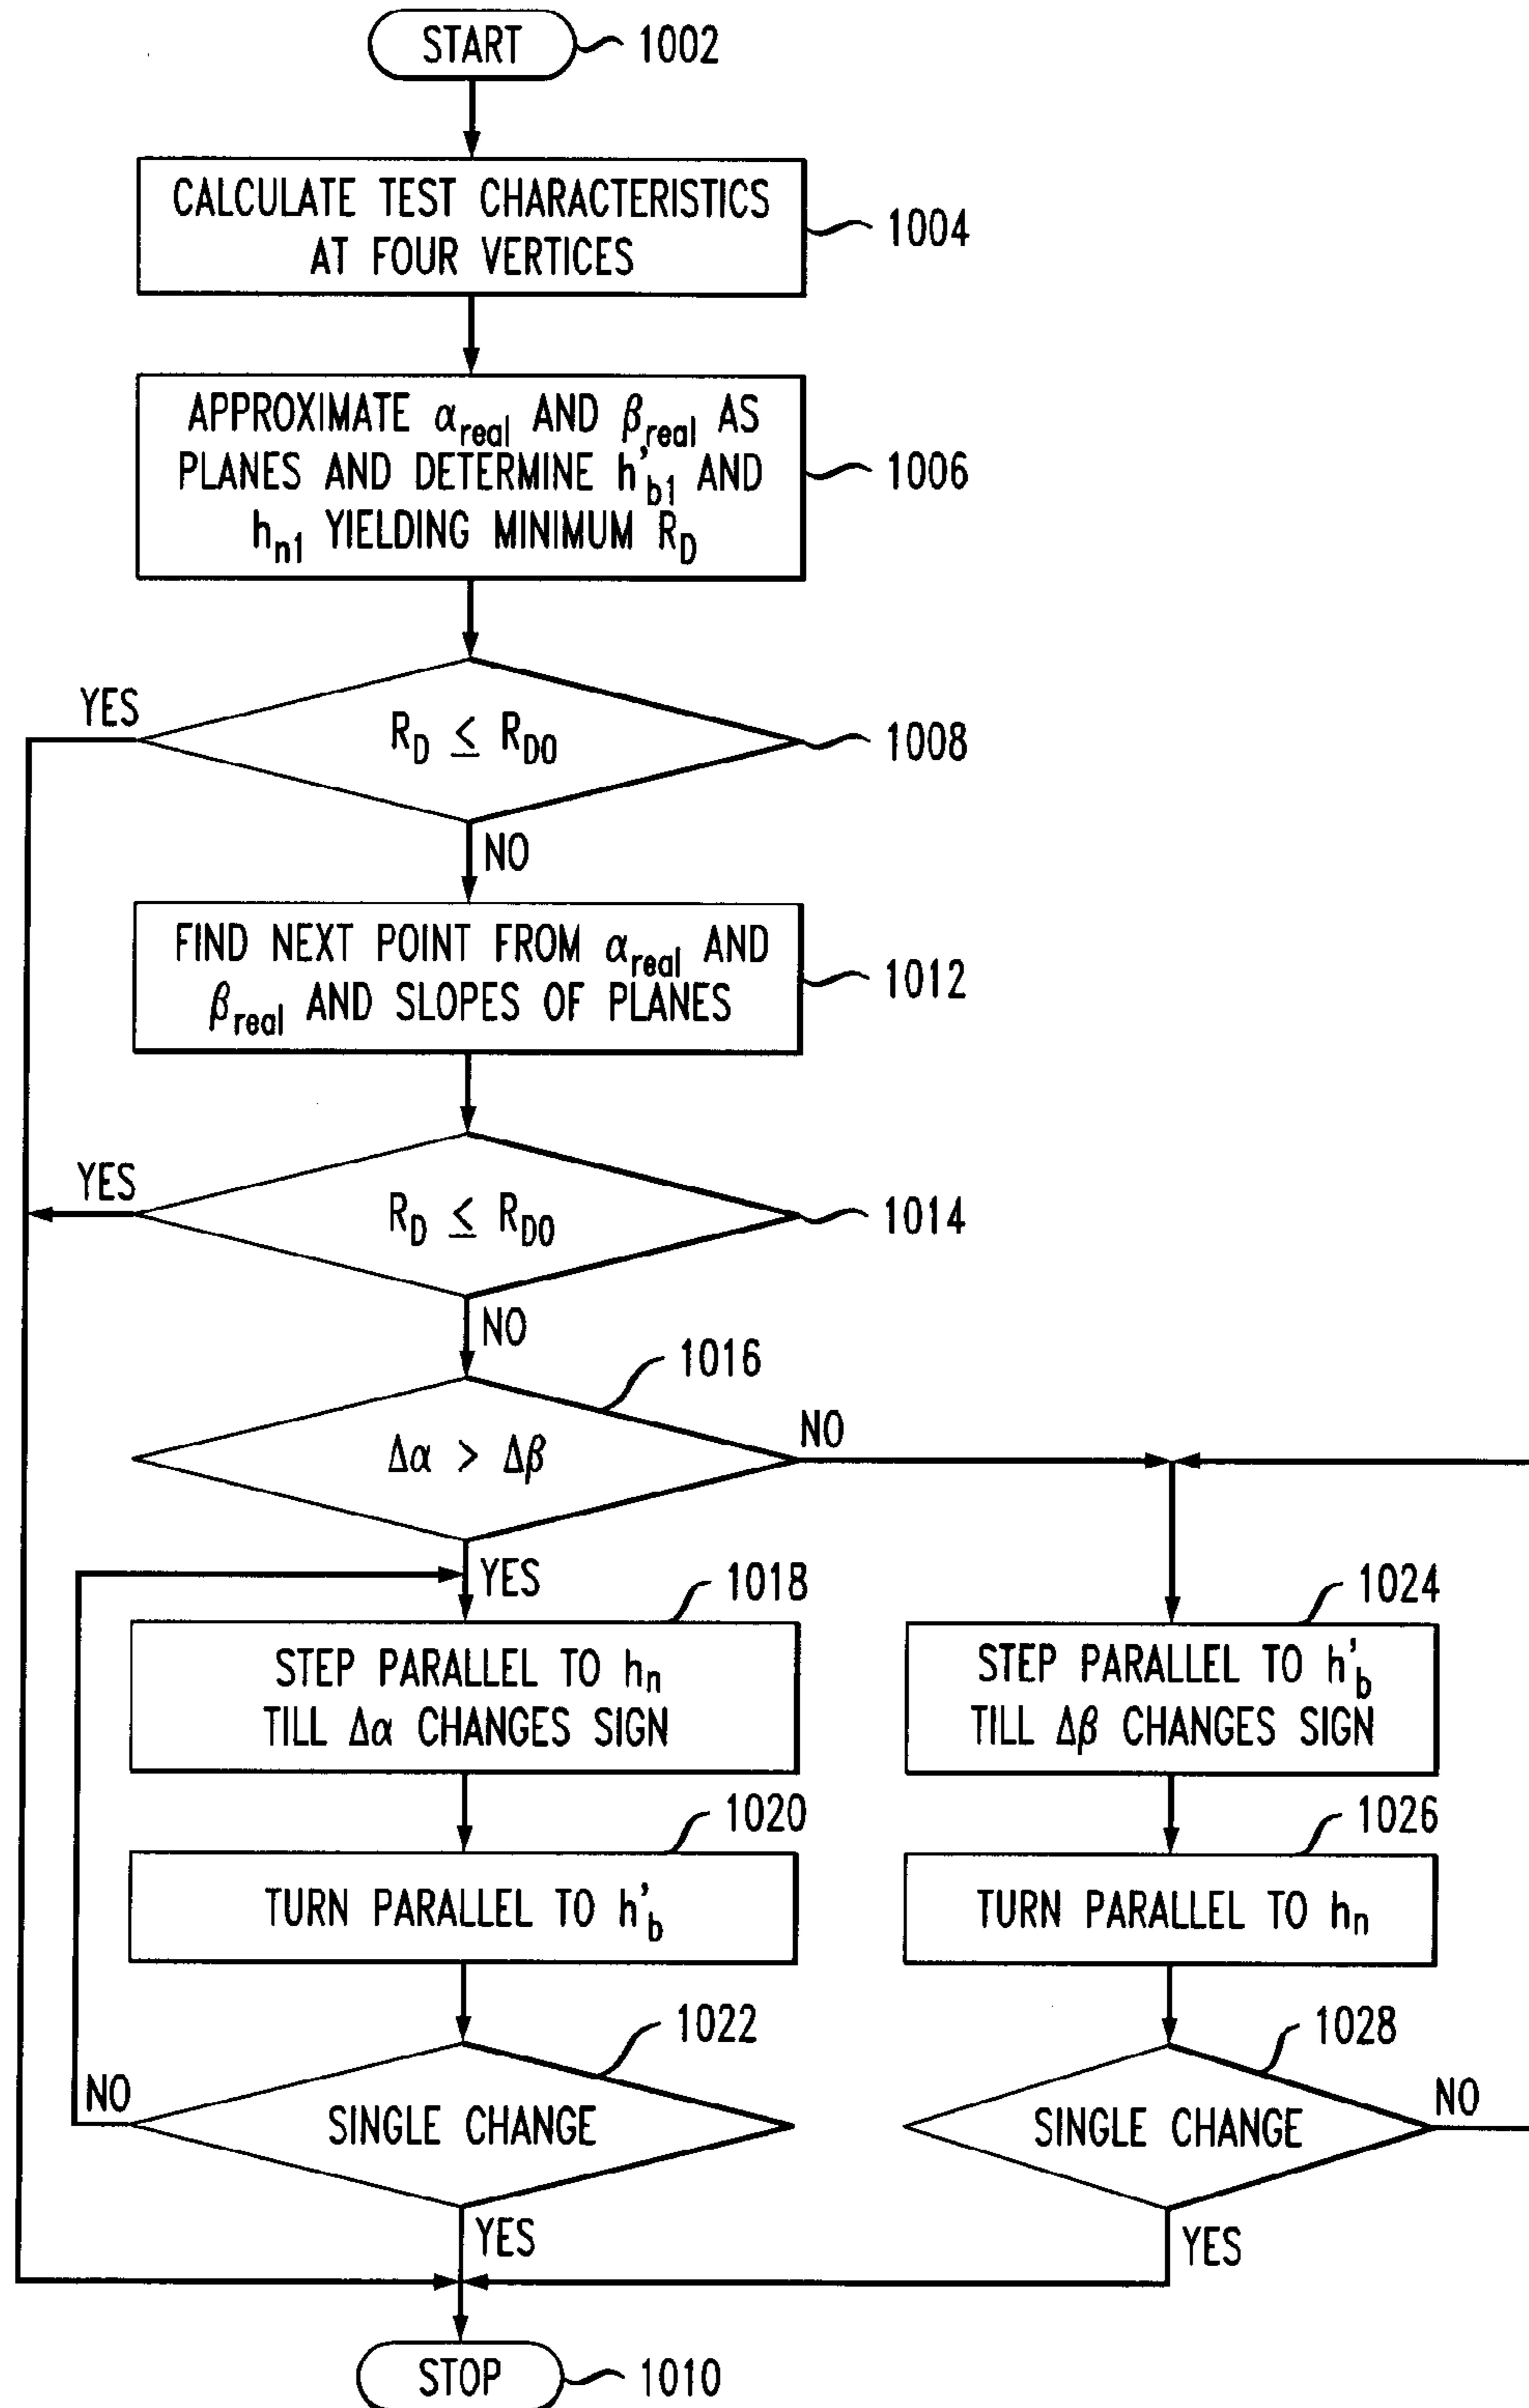 START
1002
CALCULATE TEST CHARACTERISTICS
AT FOUR VERTICES
1004
APPROXIMATE α_real AND β_real AS
PLANES AND DETERMINE h'_b1 AND
h_n1 YIELDING MINIMUM R_D
1006
YES
R_D ≤ R_D0
1008
NO
FIND NEXT POINT FROM α_real AND
β_real AND SLOPES OF PLANES
1012
YES
R_D ≤ R_D0
1014
NO
1016
Δα > Δβ
NO
YES
1018
STEP PARALLEL TO h_n
TILL Δα CHANGES SIGN
1020
TURN PARALLEL TO h'_b
1022
NO
SINGLE CHANGE
YES
1024
STEP PARALLEL TO h'_b
TILL Δβ CHANGES SIGN
1026
TURN PARALLEL TO h_n
1028
SINGLE CHANGE
NO
YES
STOP
1010